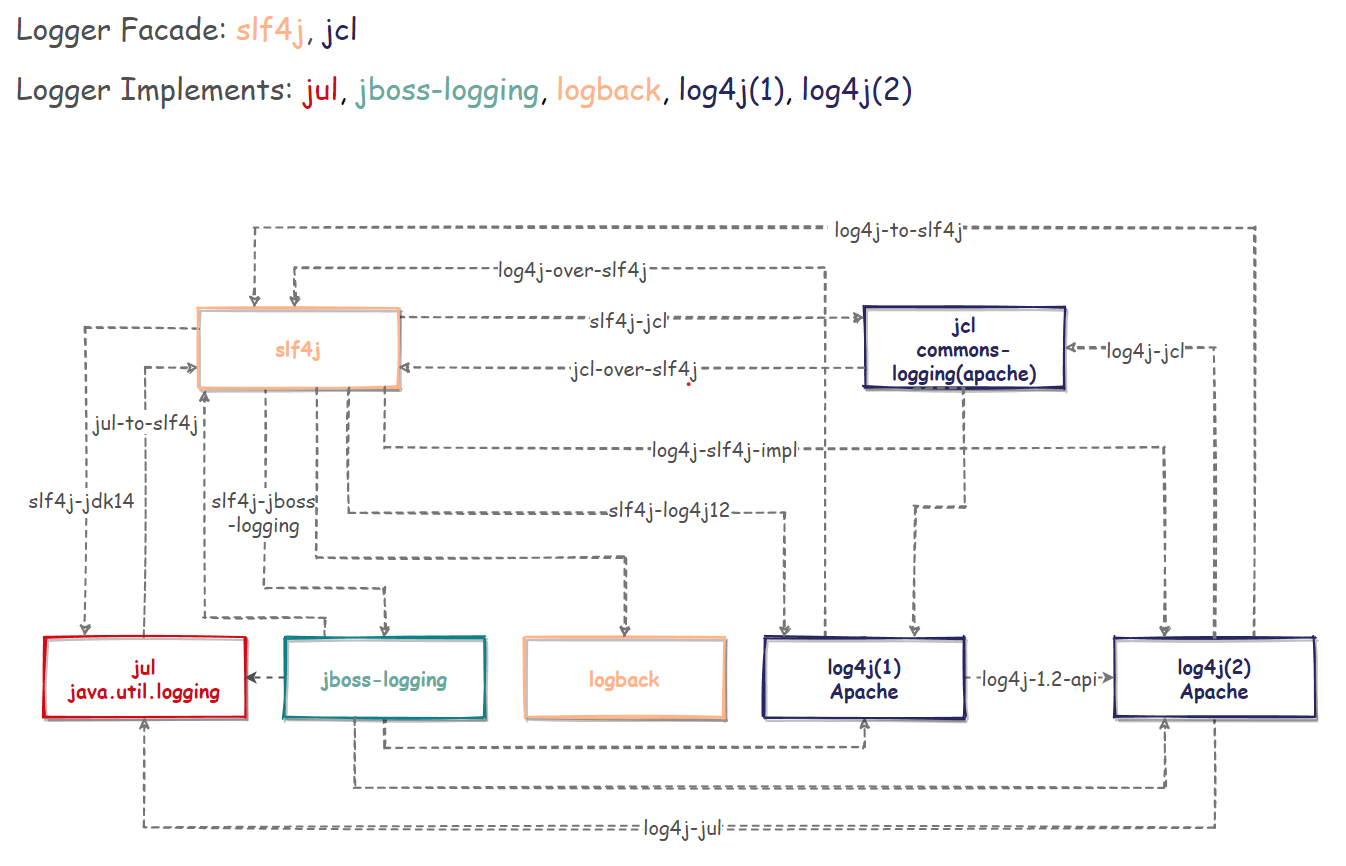 Logger Facade: slf4j, jcl
Logger Implements: jul, jboss-logging, logback, log4j(1), log4j(2)
log4j-to-slf4j
log4j-over-slf4j
slf4j-jcl
jcl-over-slf4j
slf4j
jcl
commons-
logging(apache)
log4j-jcl
jul-to-slf4j
log4j-slf4j-impl
slf4j-jdk14
slf4j-jboss
-logging
slf4j-log4j12
jul
java.util.logging
jboss-logging
logback
log4j(1)
Apache
log4j-1.2-api
log4j(2)
Apache
log4j-jul